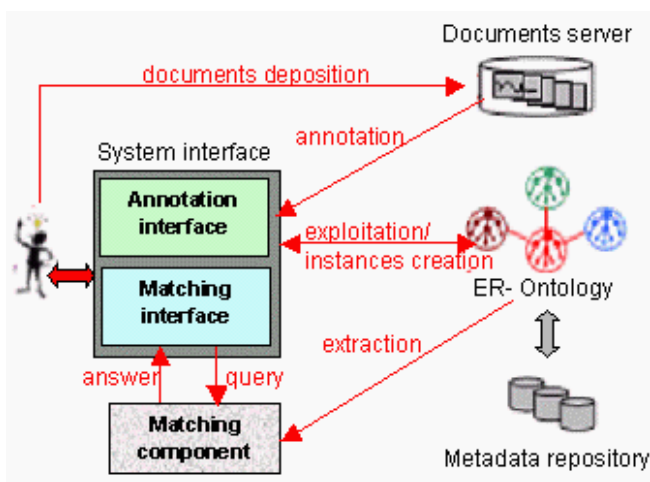 Documents server
documents deposition
annotation
System interface
Annotation
interface
exploitation/
instances creation
ER- Ontology
Matching
interface
extraction
answer
query
Matching
component
Metadata repository